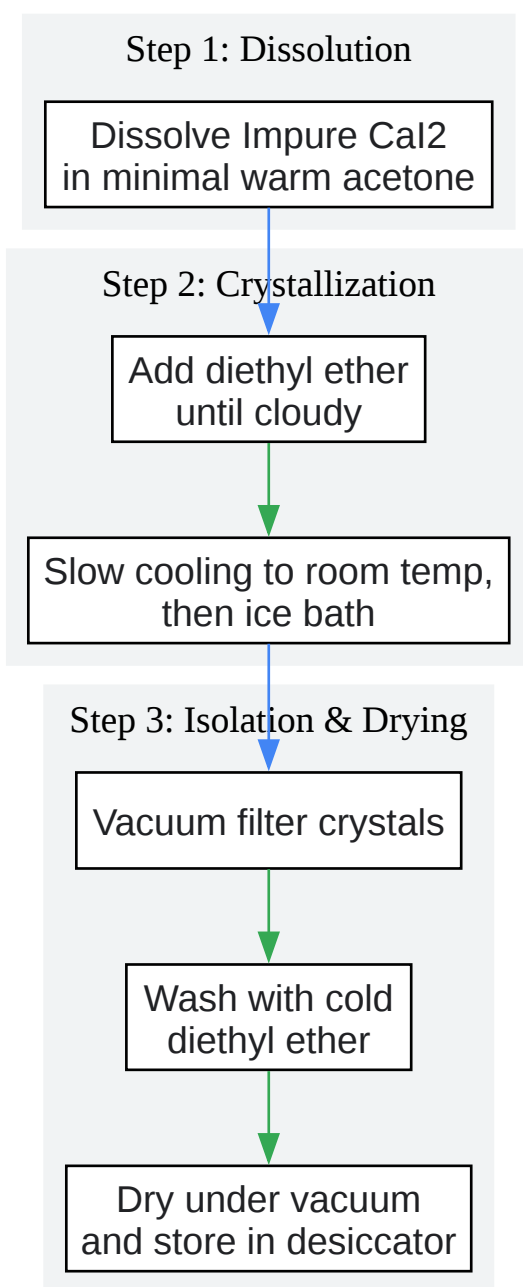 Step 1: Dissolution
Dissolve Impure CaI2
in minimal warm acetone
Step 2: Crystallization
Add diethyl ether
until cloudy
Slow cooling to room temp,
then ice bath
Step 3: Isolation & Drying
Vacuum filter crystals
Wash with cold
diethyl ether
Dry under vacuum
and store in desiccator